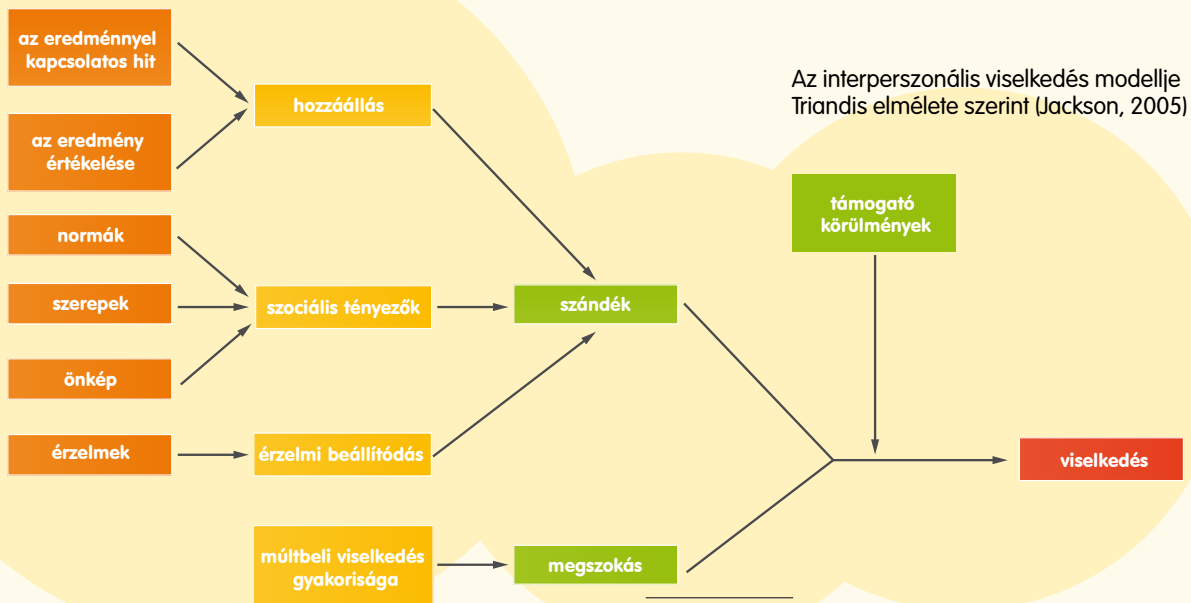 az eredménnyel
kapcsolatos hit
az eredmény
értékelése
normák
szerepek
önkép
érzelmek
hozzáállás
szociális tényezők
érzelmi beállítódás
múltbeli viselkedés
gyakorisága
szándék
megszokás
Az interperszonális viselkedés modellje
Triandis elmélete szerint (Jackson, 2005)
támogató
körülmények
viselkedés